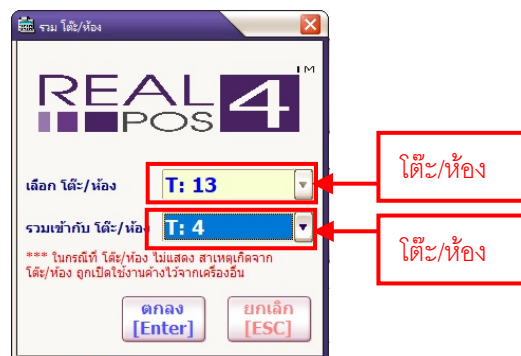 รวม โต๊ะ/ห้อง
REAL
POS
4
TM
เลือก โต๊ะ/ห้อง
T: 13
โต๊ะ/ห้อง
รวมเข้ากับ โต๊ะ/ห้อง
T: 4
โต๊ะ/ห้อง
*** ในกรณีที่ โต๊ะ/ห้อง ไม่แสดง สาเหตุเกิดจาก
โต๊ะ/ห้อง ถูกเปิดใช้งานค้างไว้จากเครื่องอื่น
ตกลง
[Enter]
ยกเลิก
[ESC]